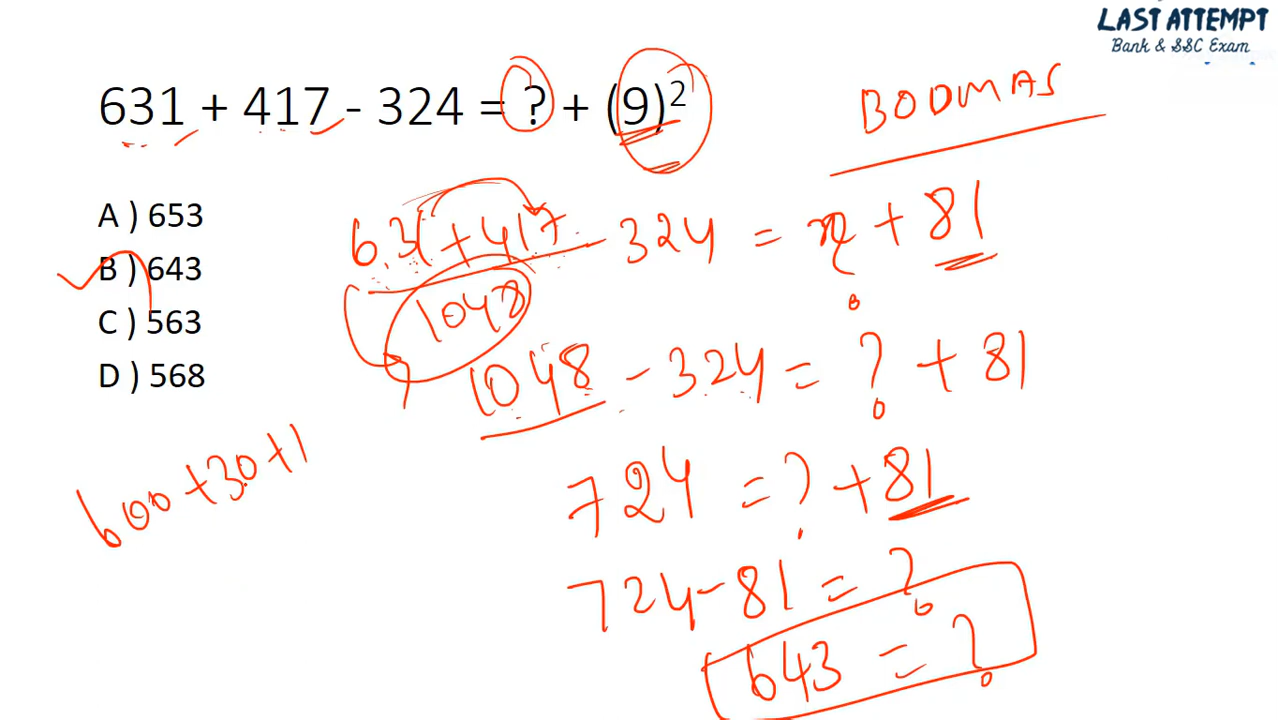 LAST ATTEMPT
Bank & SSC Exam
631 + 417 - 324 = ? + (9)²
BODMAS
A ) 653
B ) 643
C ) 563
D ) 568
631 + 417 - 324 = x + 81
1048
1048 - 324 = ? + 81
600 + 30 + 1
724 = ? + 81
724 - 81 = ?
643 = ?